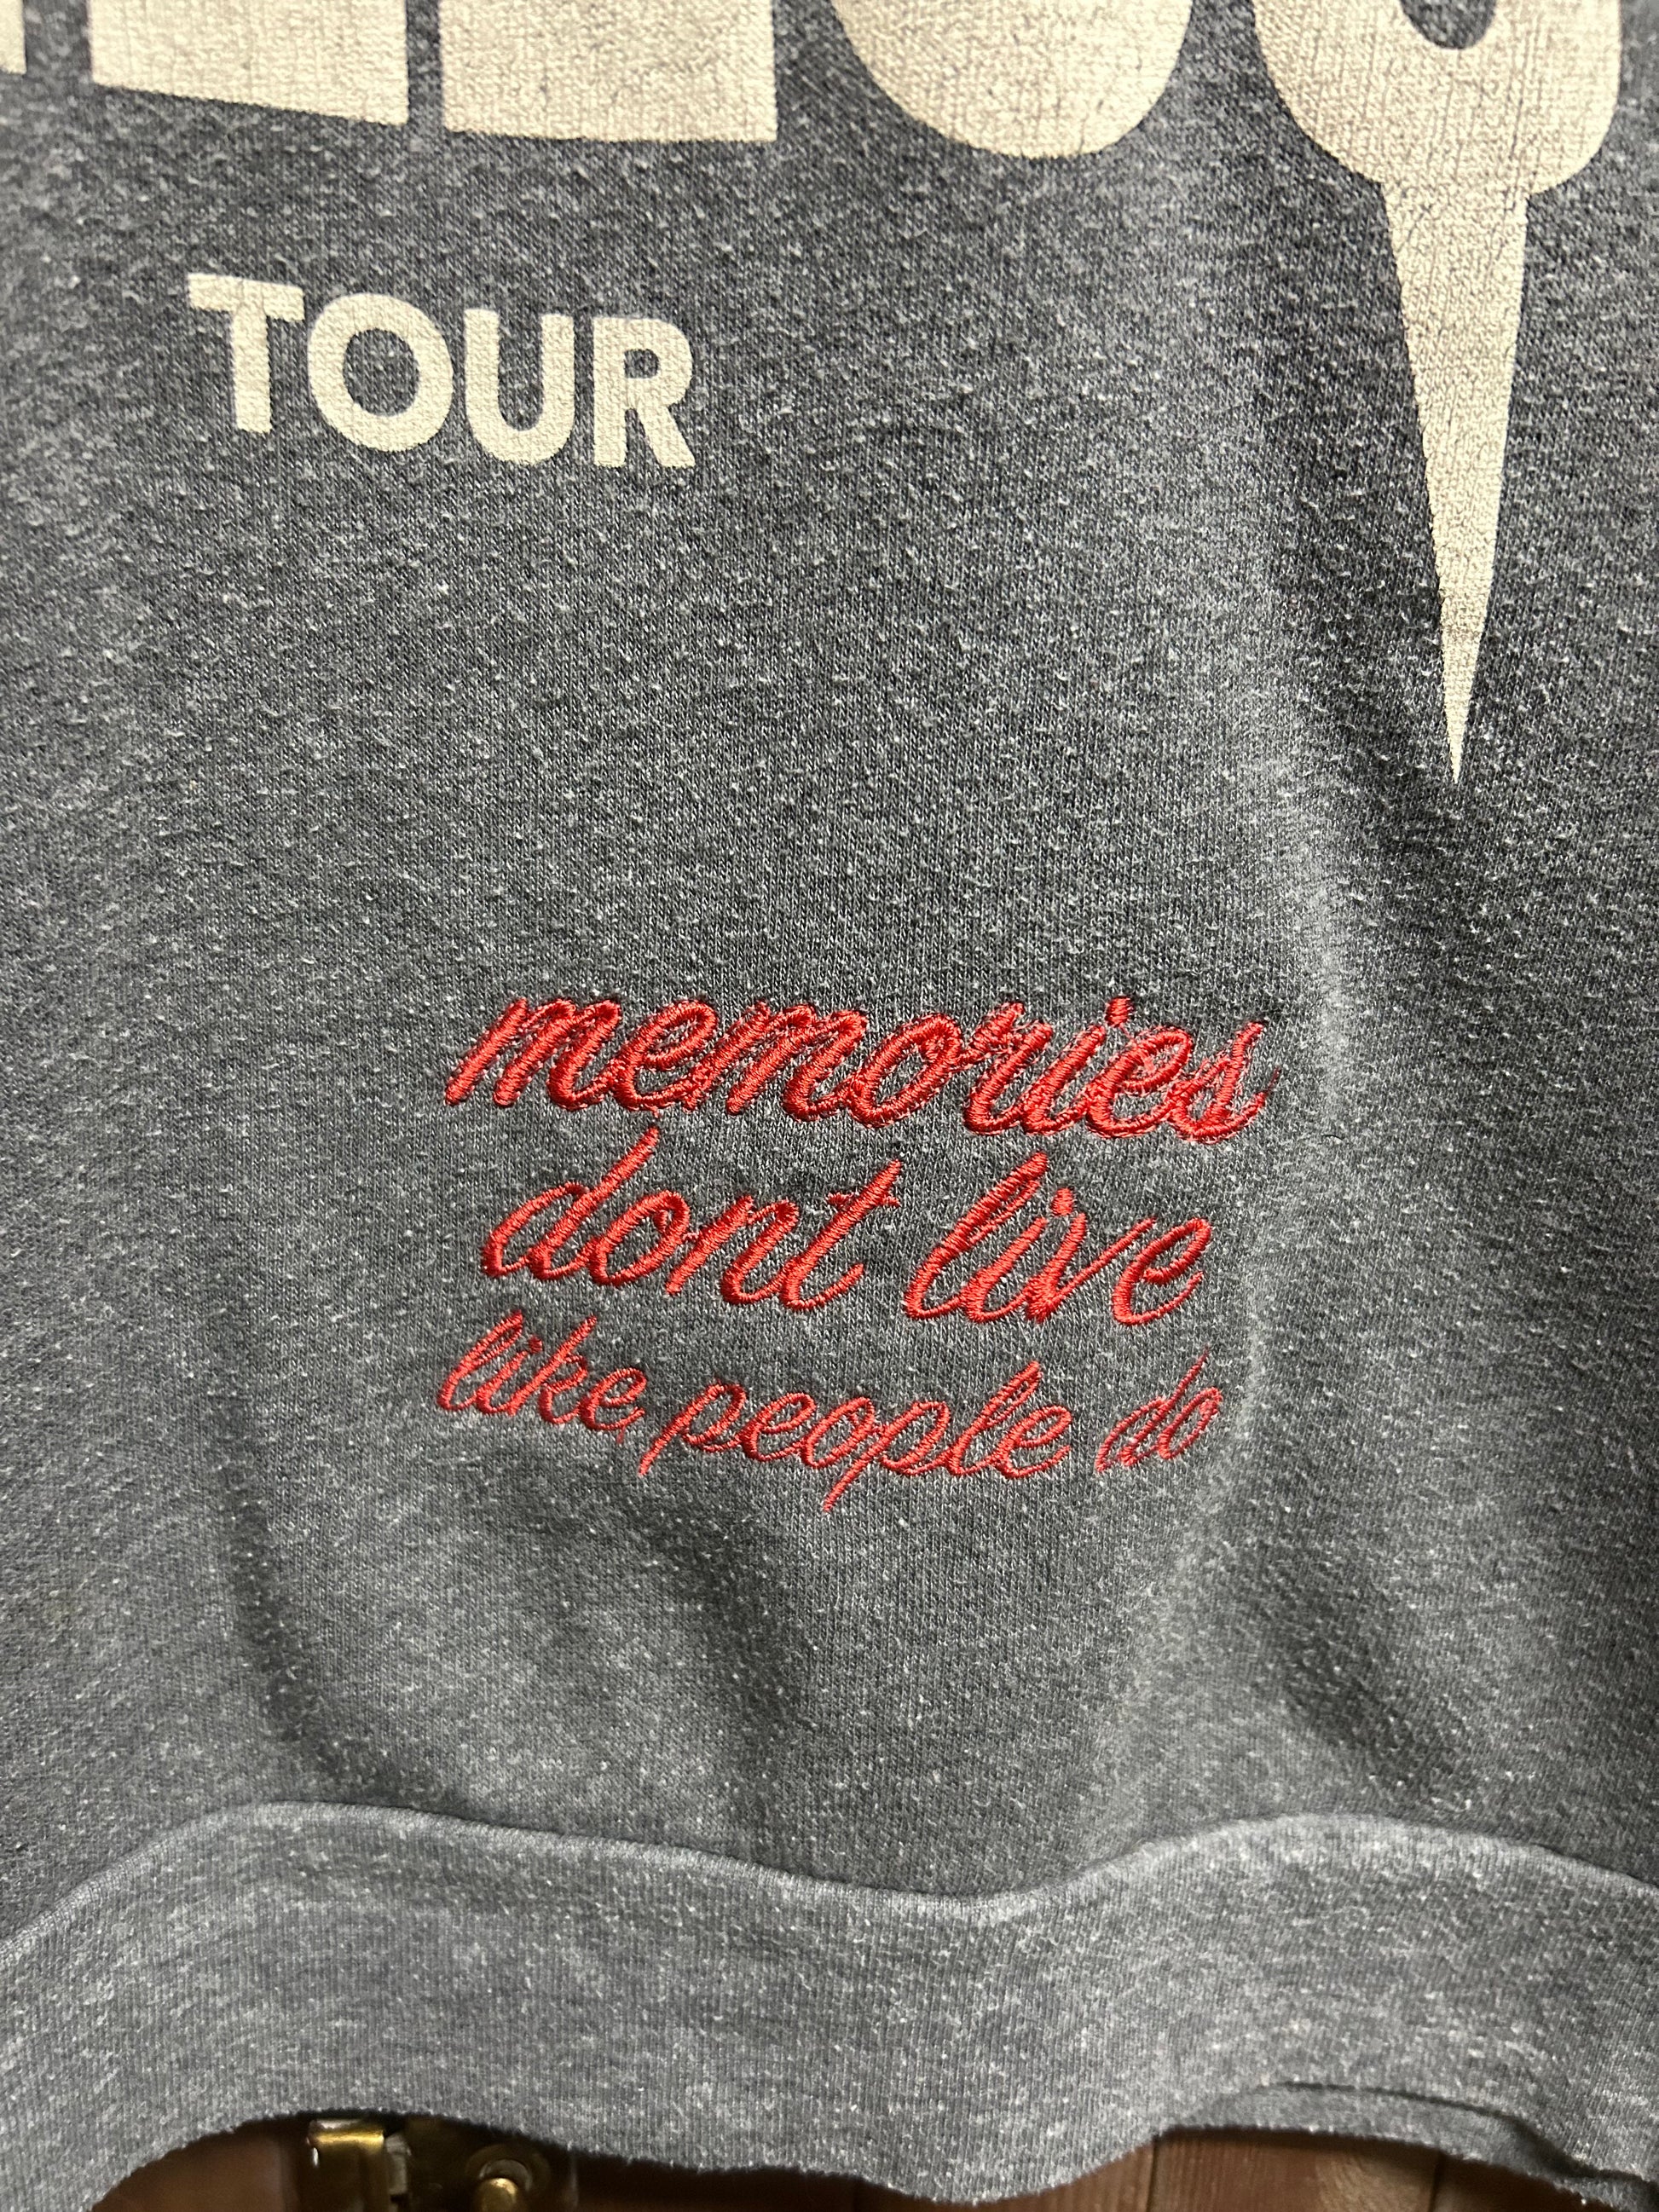 TOUR
memories
dont live
like people do